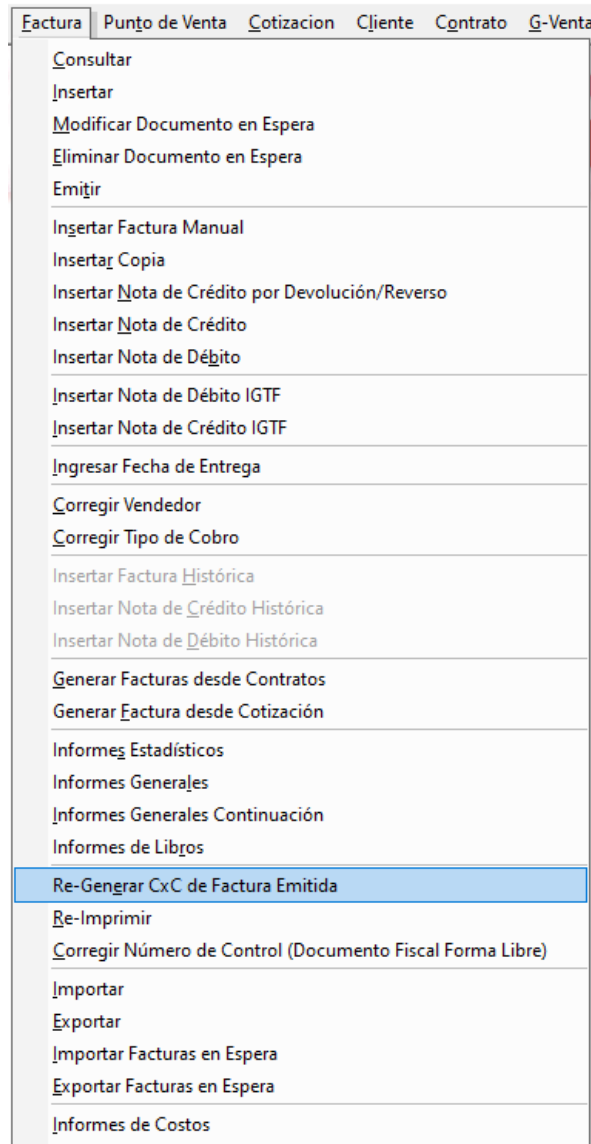 Factura Punto de Venta Cotizacion Cliente Contrato G-Venta
Consultar
Insertar
Modificar Documento en Espera
Eliminar Documento en Espera
Emitir
Insertar Factura Manual
Insertar Copia
Insertar Nota de Crédito por Devolución/Reverso
Insertar Nota de Crédito
Insertar Nota de Débito
Insertar Nota de Débito IGTF
Insertar Nota de Crédito IGTF
Ingresar Fecha de Entrega
Corregir Vendedor
Corregir Tipo de Cobro
Insertar Factura Histórica
Insertar Nota de Crédito Histórica
Insertar Nota de Débito Histórica
Generar Facturas desde Contratos
Generar Factura desde Cotización
Informes Estadísticos
Informes Generales
Informes Generales Continuación
Informes de Libros
Re-Generar CxC de Factura Emitida
Re-Imprimir
Corregir Número de Control (Documento Fiscal Forma Libre)
Importar
Exportar
Importar Facturas en Espera
Exportar Facturas en Espera
Informes de Costos